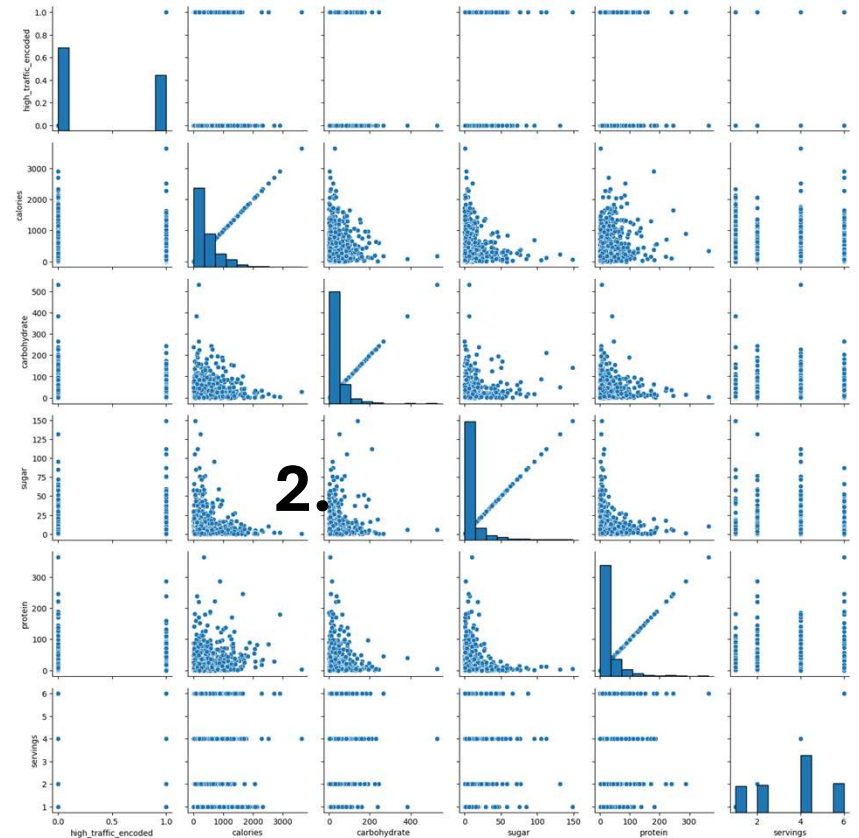 high_traffic_encoded
1.0
0.8
0.6
0.4
0.2
0.0
calories
3000
2000
1000
0
carbohydrate
500
400
300
200
100
0
sugar
150
125
100
75
50
25
0
2.
protein
300
200
100
0
servings
6
5
4
3
2
1
0.0 0.5 1.0
0 1000 2000 3000
0 200 400
0 50 100 150
0 100 200 300
2 4 6
high_traffic_encoded
calories
carbohydrate
sugar
protein
servings